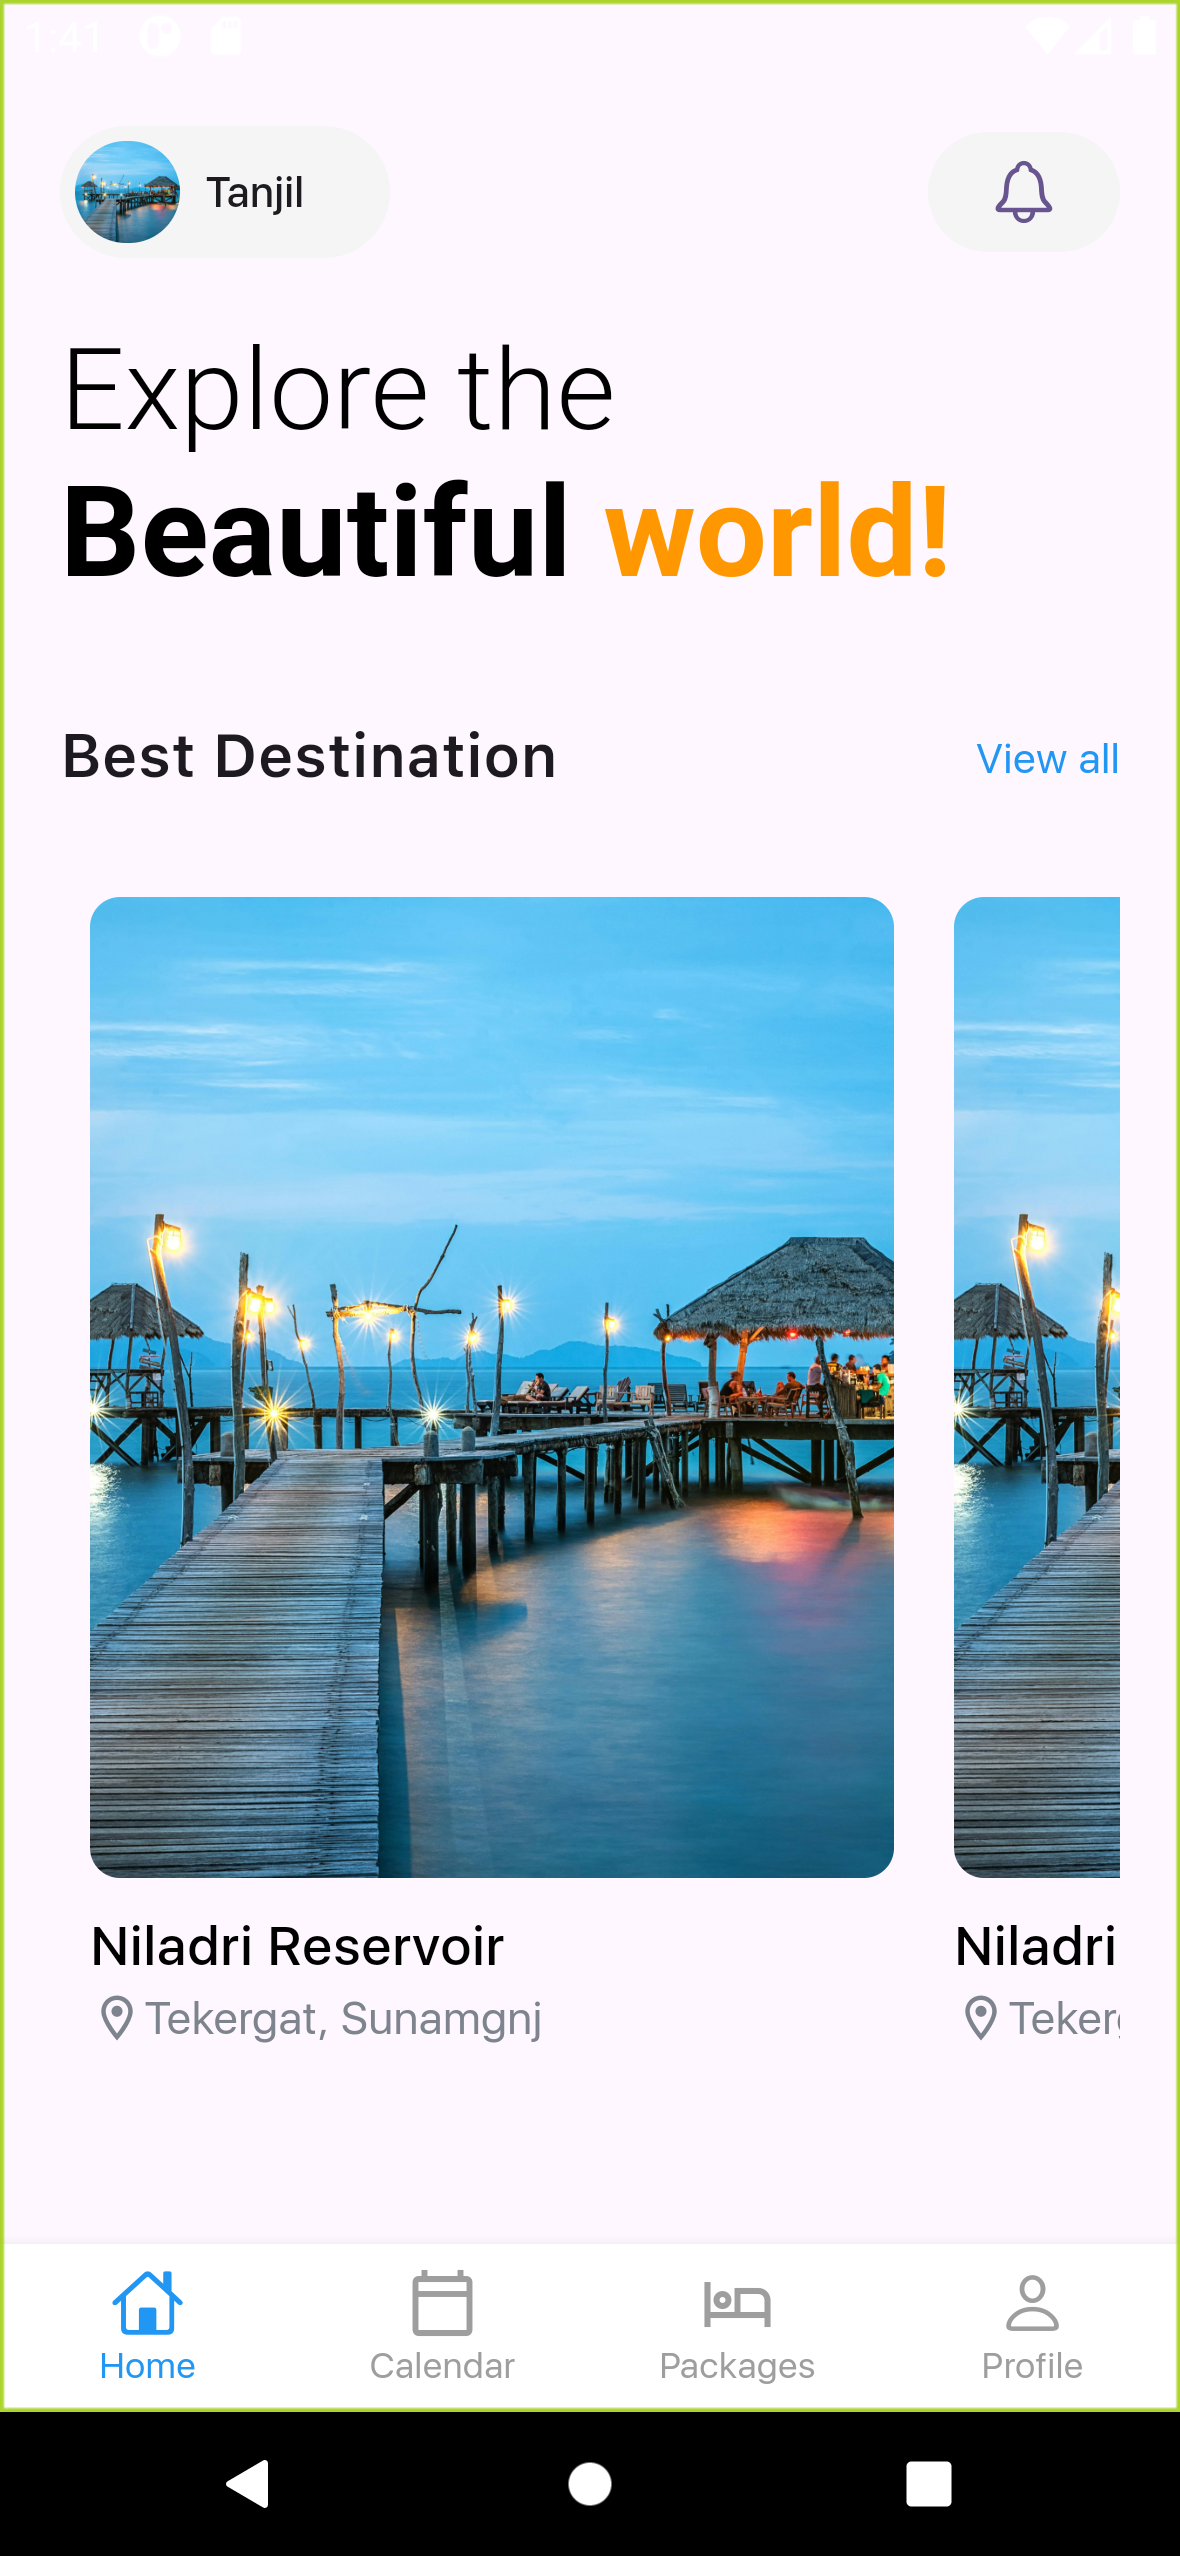 1:41
Tanjil
Explore the
Beautiful world!
Best Destination
View all
Niladri Reservoir
Niladri
Tekergat, Sunamgnj
Teker
Home
Calendar
Packages
Profile